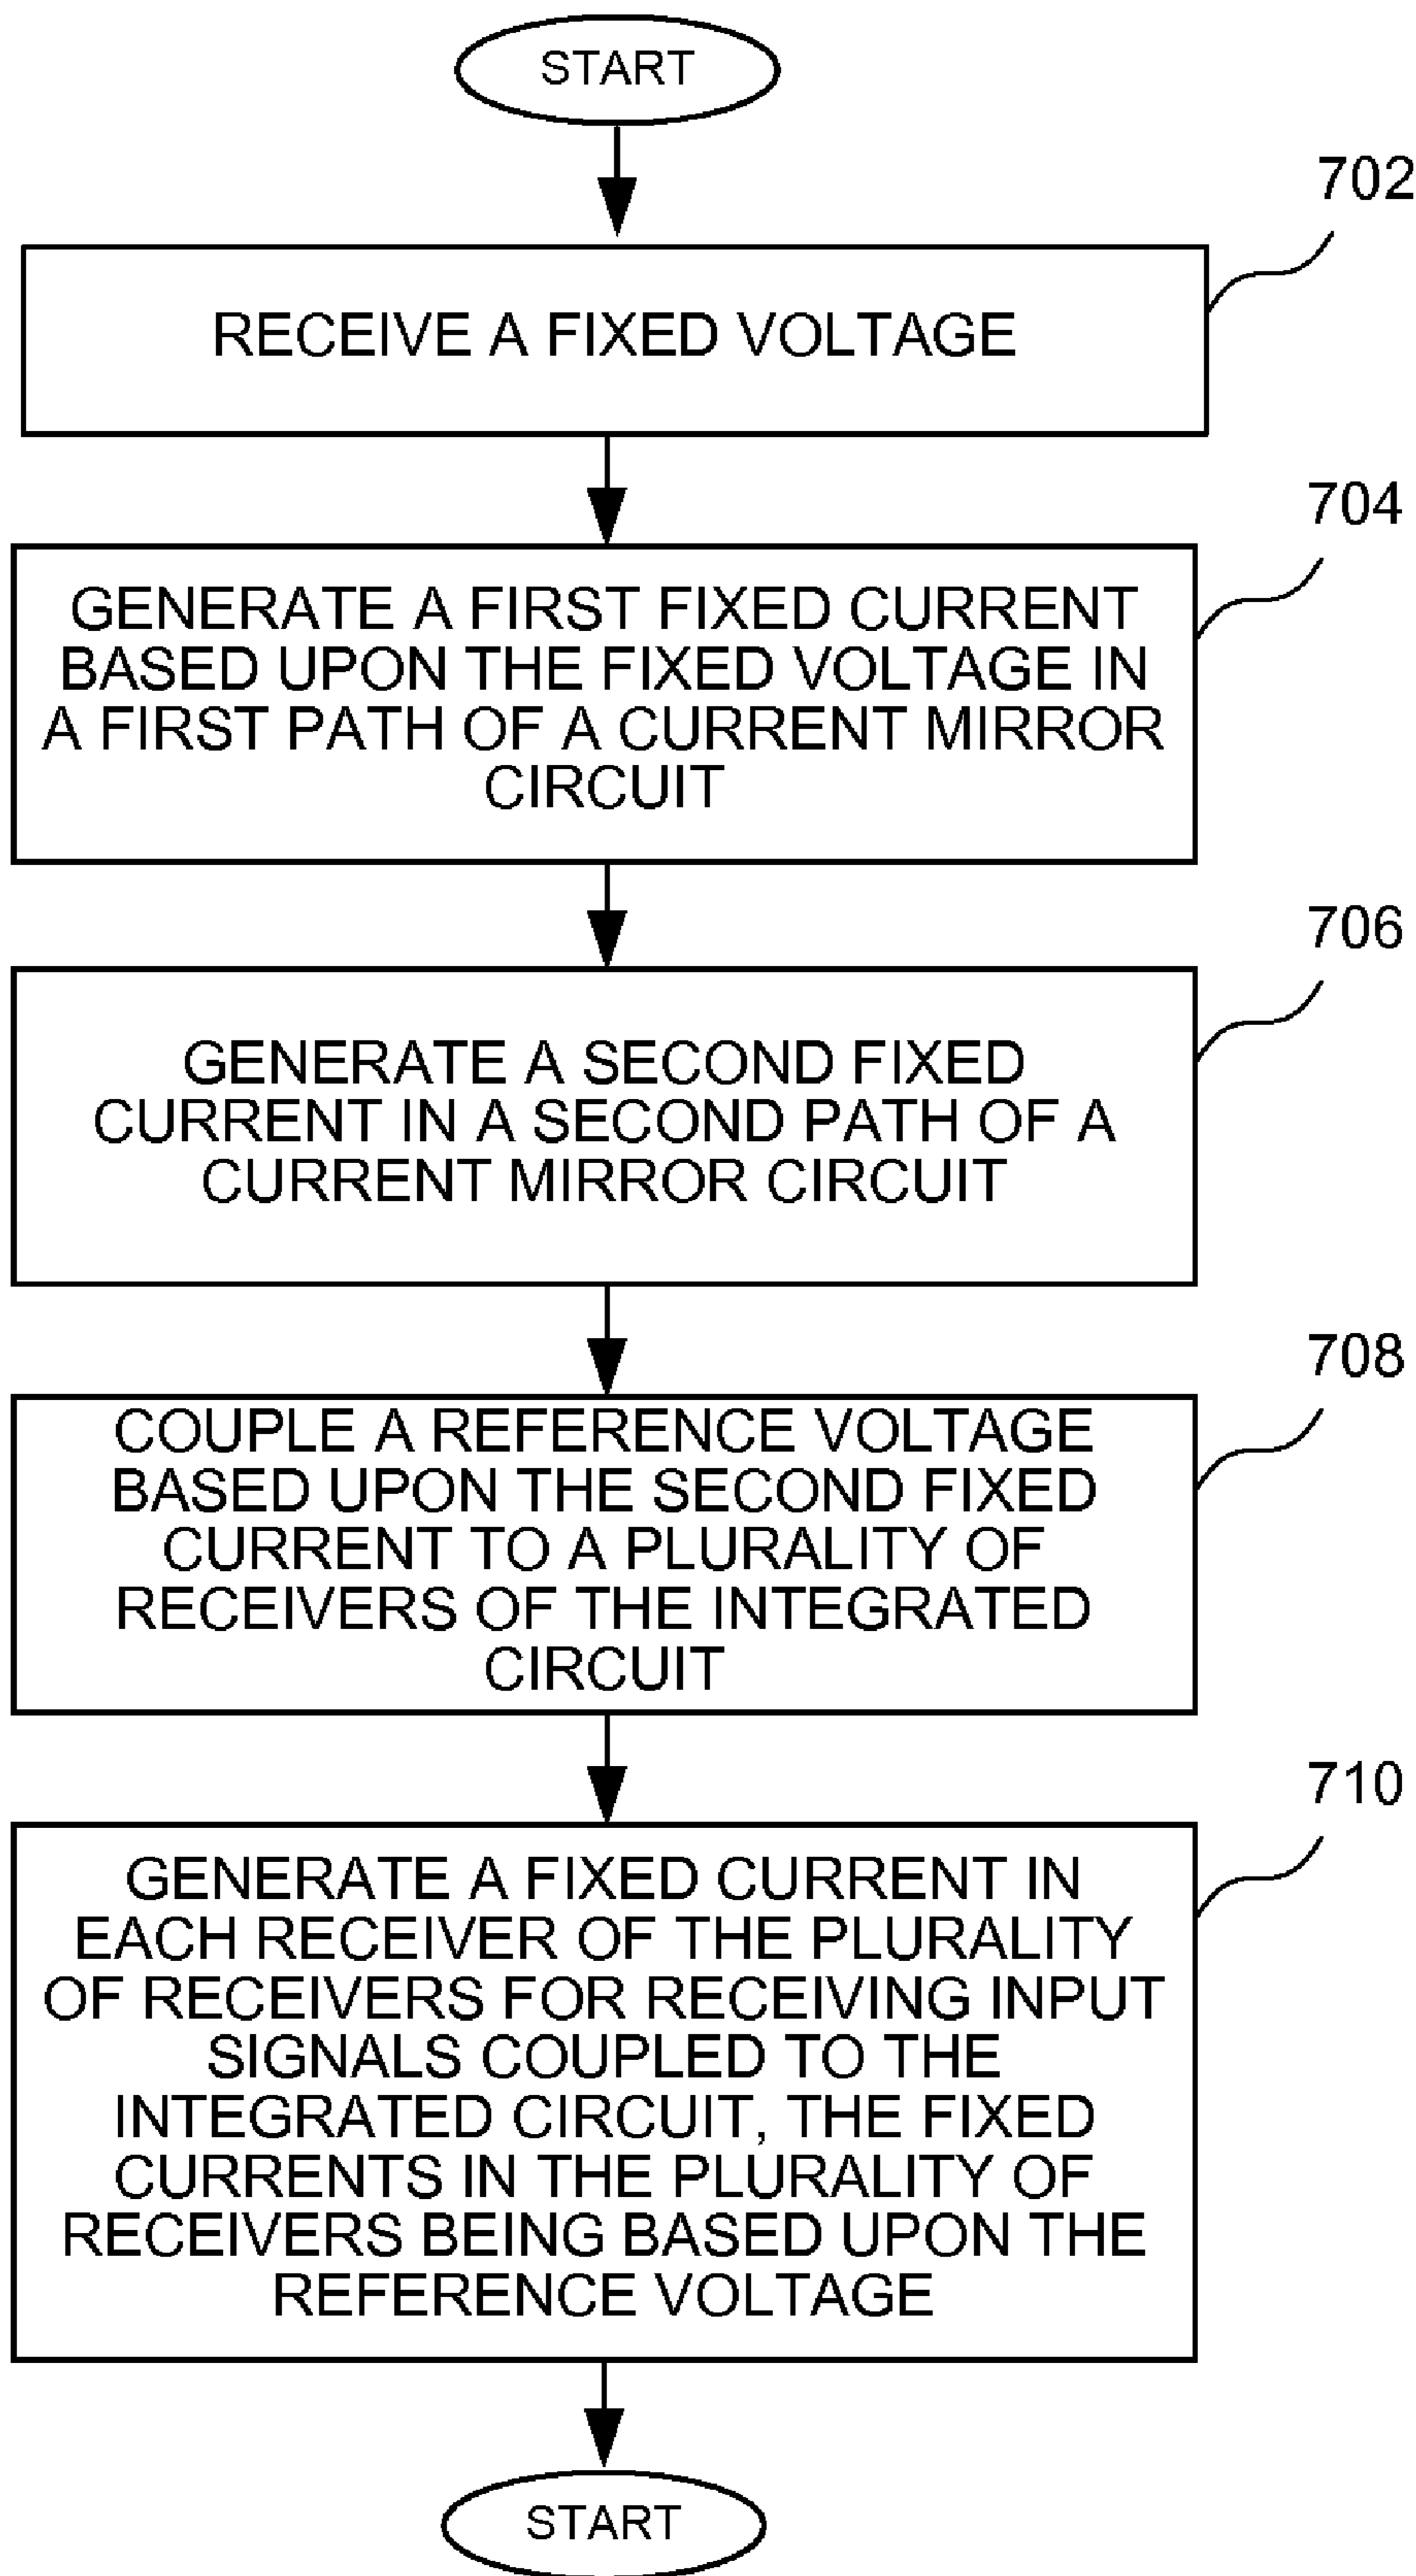 START
702
RECEIVE A FIXED VOLTAGE
704
GENERATE A FIRST FIXED CURRENT
BASED UPON THE FIXED VOLTAGE IN
A FIRST PATH OF A CURRENT MIRROR
CIRCUIT
706
GENERATE A SECOND FIXED
CURRENT IN A SECOND PATH OF A
CURRENT MIRROR CIRCUIT
708
COUPLE A REFERENCE VOLTAGE
BASED UPON THE SECOND FIXED
CURRENT TO A PLURALITY OF
RECEIVERS OF THE INTEGRATED
CIRCUIT
710
GENERATE A FIXED CURRENT IN
EACH RECEIVER OF THE PLURALITY
OF RECEIVERS FOR RECEIVING INPUT
SIGNALS COUPLED TO THE
INTEGRATED CIRCUIT, THE FIXED
CURRENTS IN THE PLURALITY OF
RECEIVERS BEING BASED UPON THE
REFERENCE VOLTAGE
START